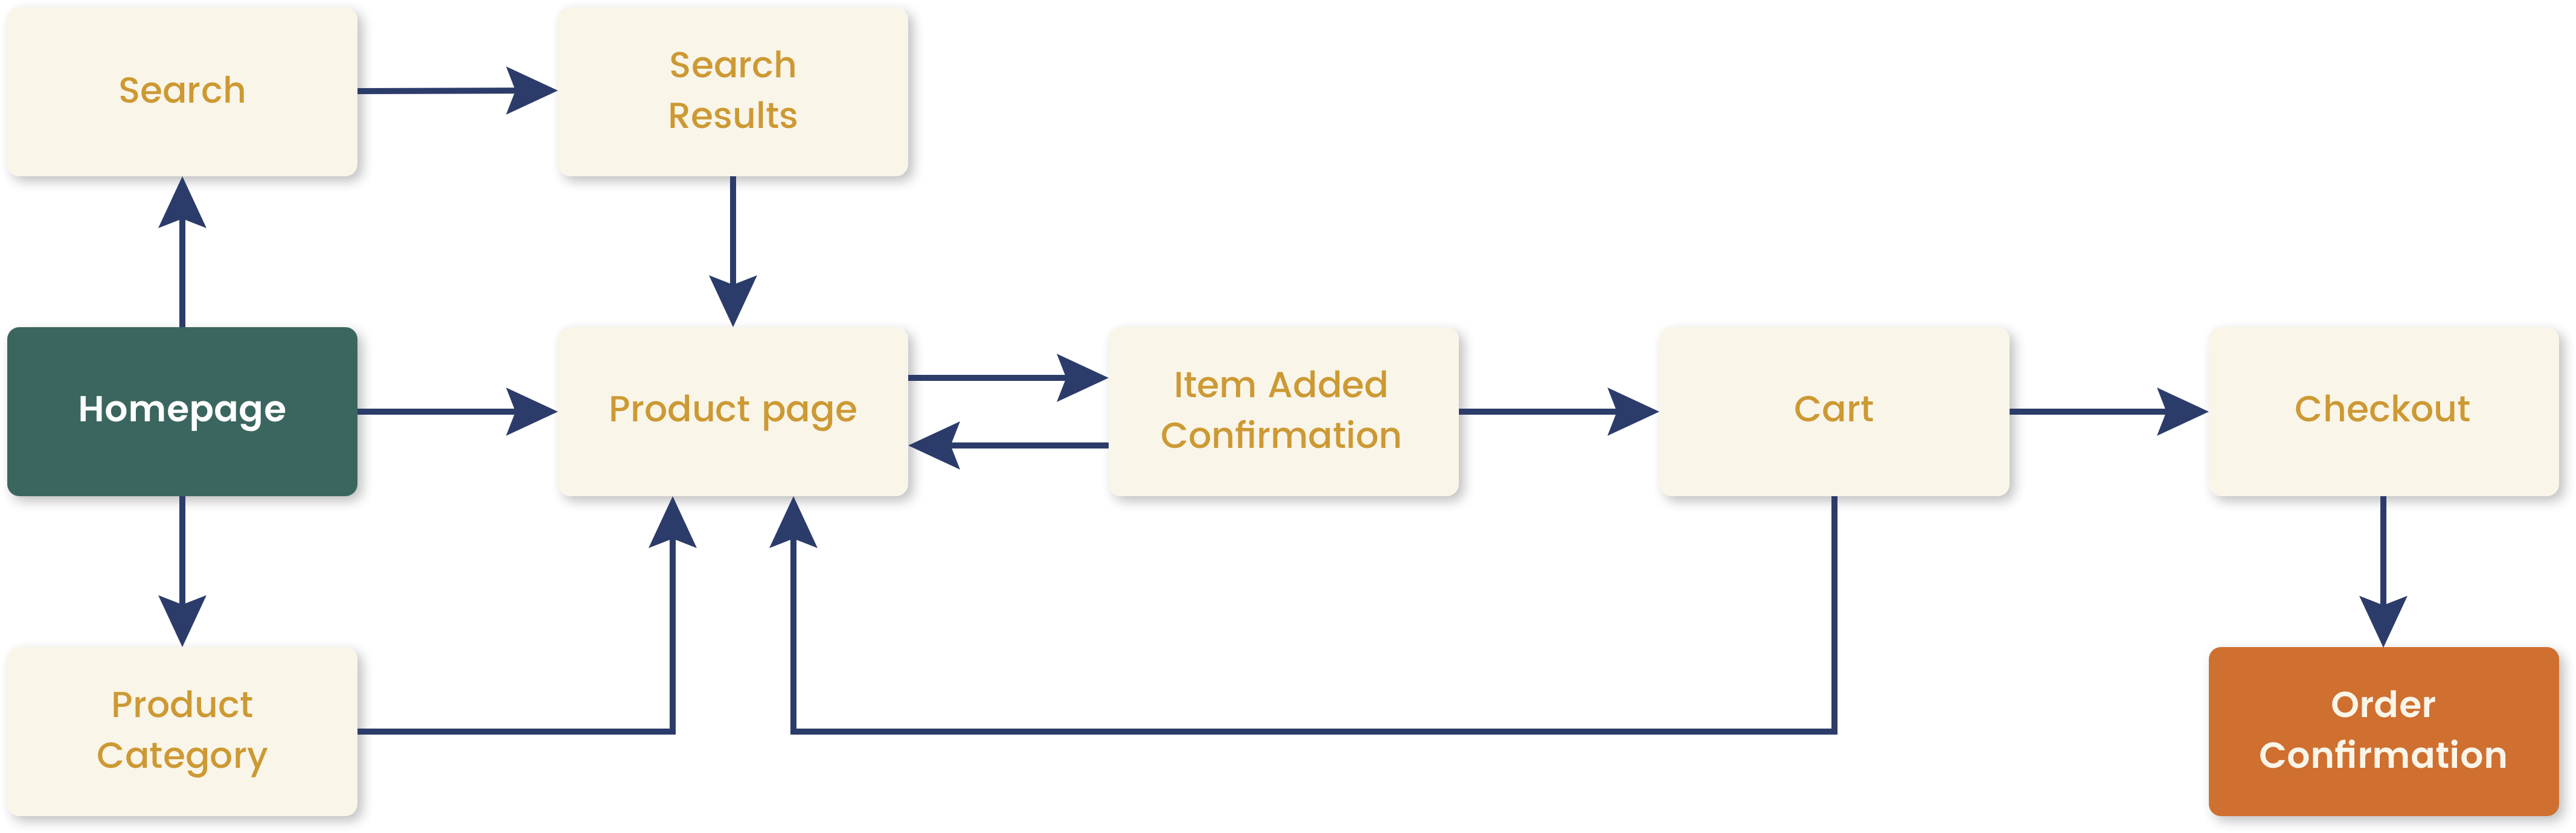 Search
Search
Results
Homepage
Product page
Item Added
Confirmation
Cart
Checkout
Product
Category
Order
Confirmation